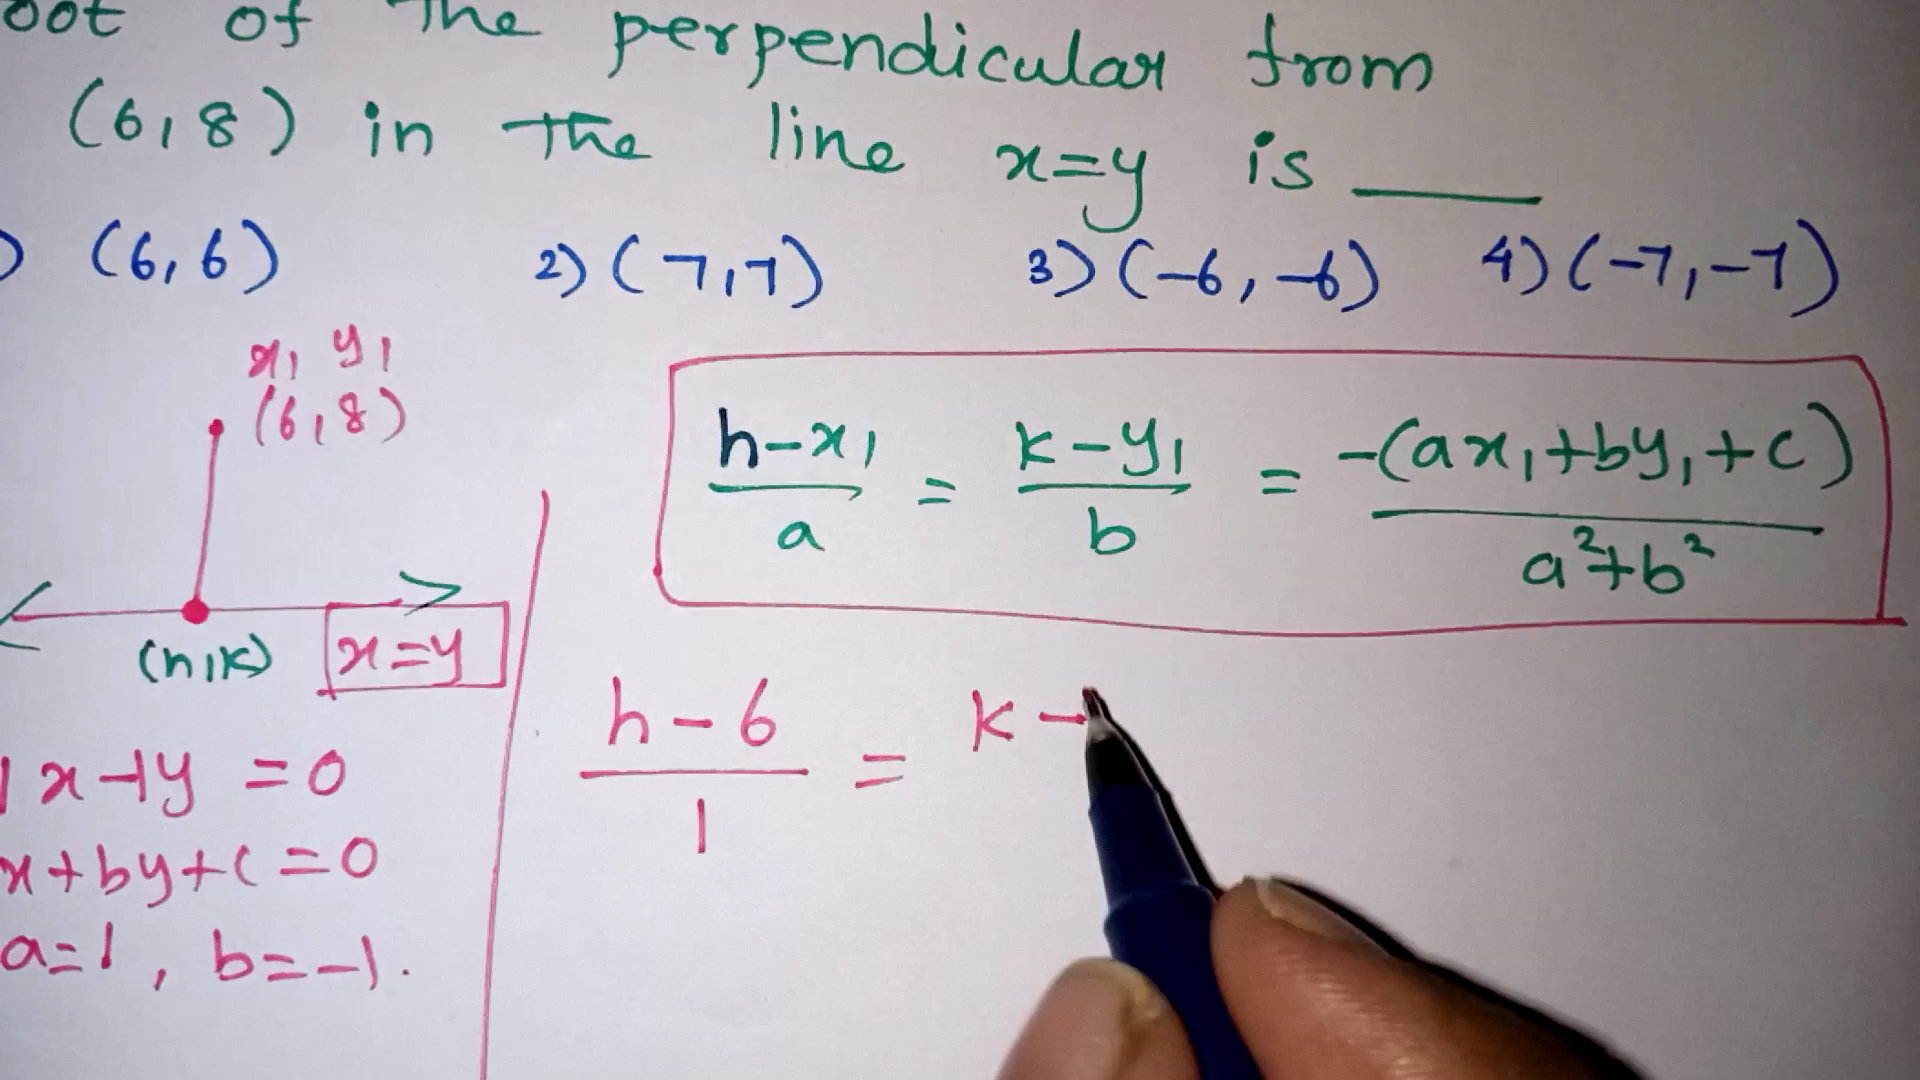 oot of the perpendicular from
(6,8) in the line x=y is ____
) (6,6) 2) (7,7) 3) (-6,-6) 4) (-7,-7)
x₁ y₁
(6,8)
(h,k) x=y
1x-1y=0
x+by+c=0
a=1, b=-1.
(h-x₁)/a = (k-y₁)/b = -(ax₁+by₁+c)/(a²+b²)
(h-6)/1 = k-